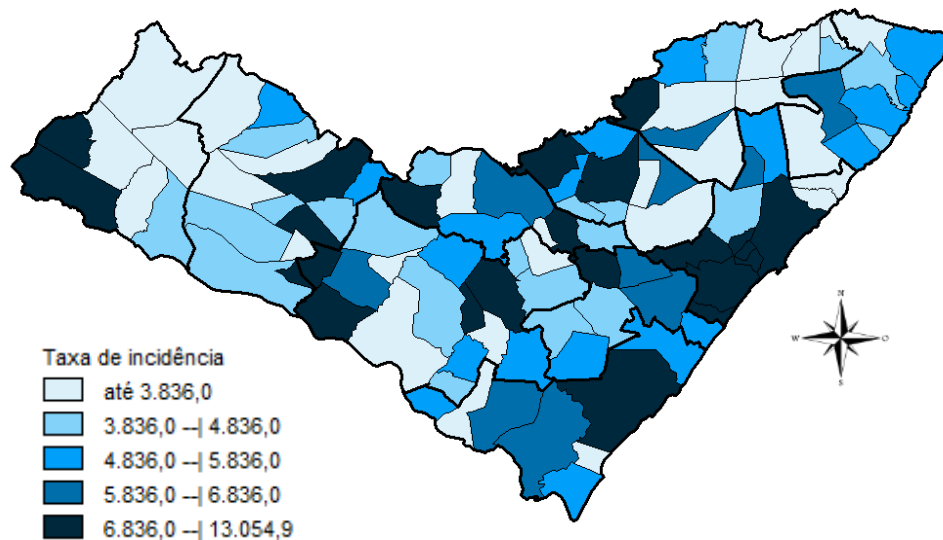 N
W
O
S
Taxa de incidência
até 3.836,0
3.836,0 --| 4.836,0
4.836,0 --| 5.836,0
5.836,0 --| 6.836,0
6.836,0 --| 13.054,9